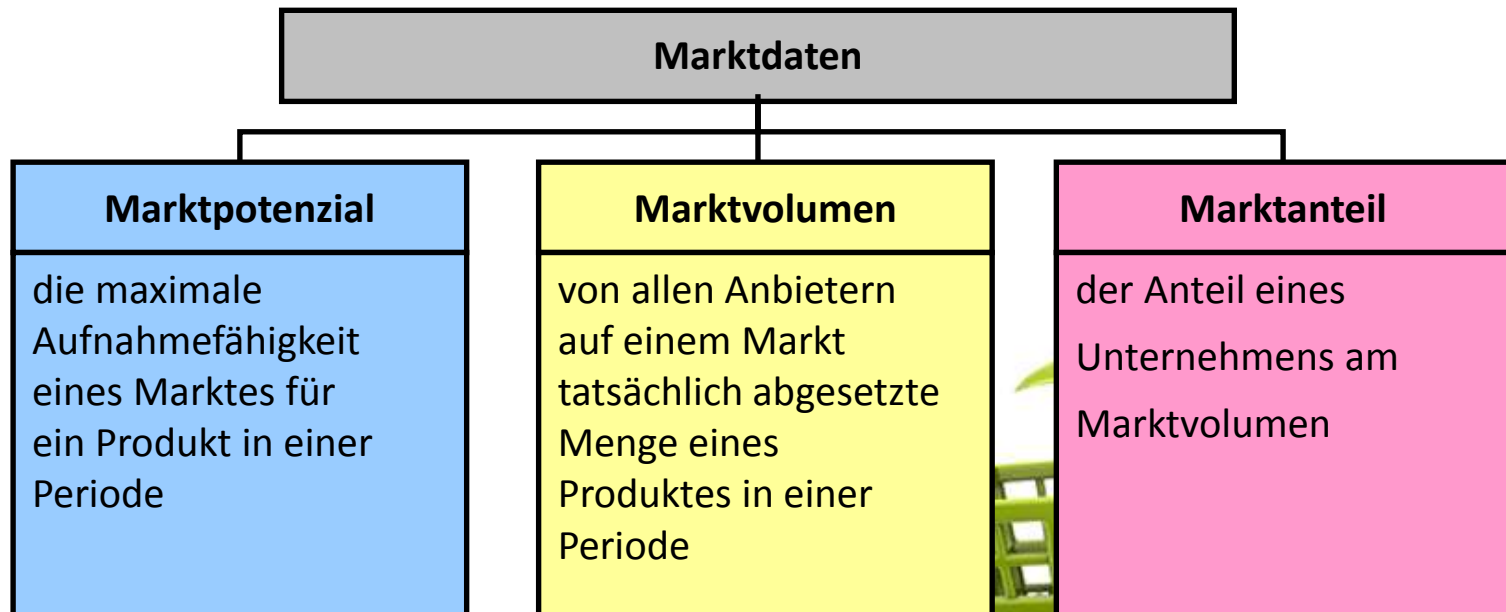 Marktdaten
Marktpotenzial
die maximale
Aufnahmefähigkeit
eines Marktes für
ein Produkt in einer
Periode
Marktvolumen
von allen Anbietern
auf einem Markt
tatsächlich abgesetzte
Menge eines
Produktes in einer
Periode
Marktanteil
der Anteil eines
Unternehmens am
Marktvolumen